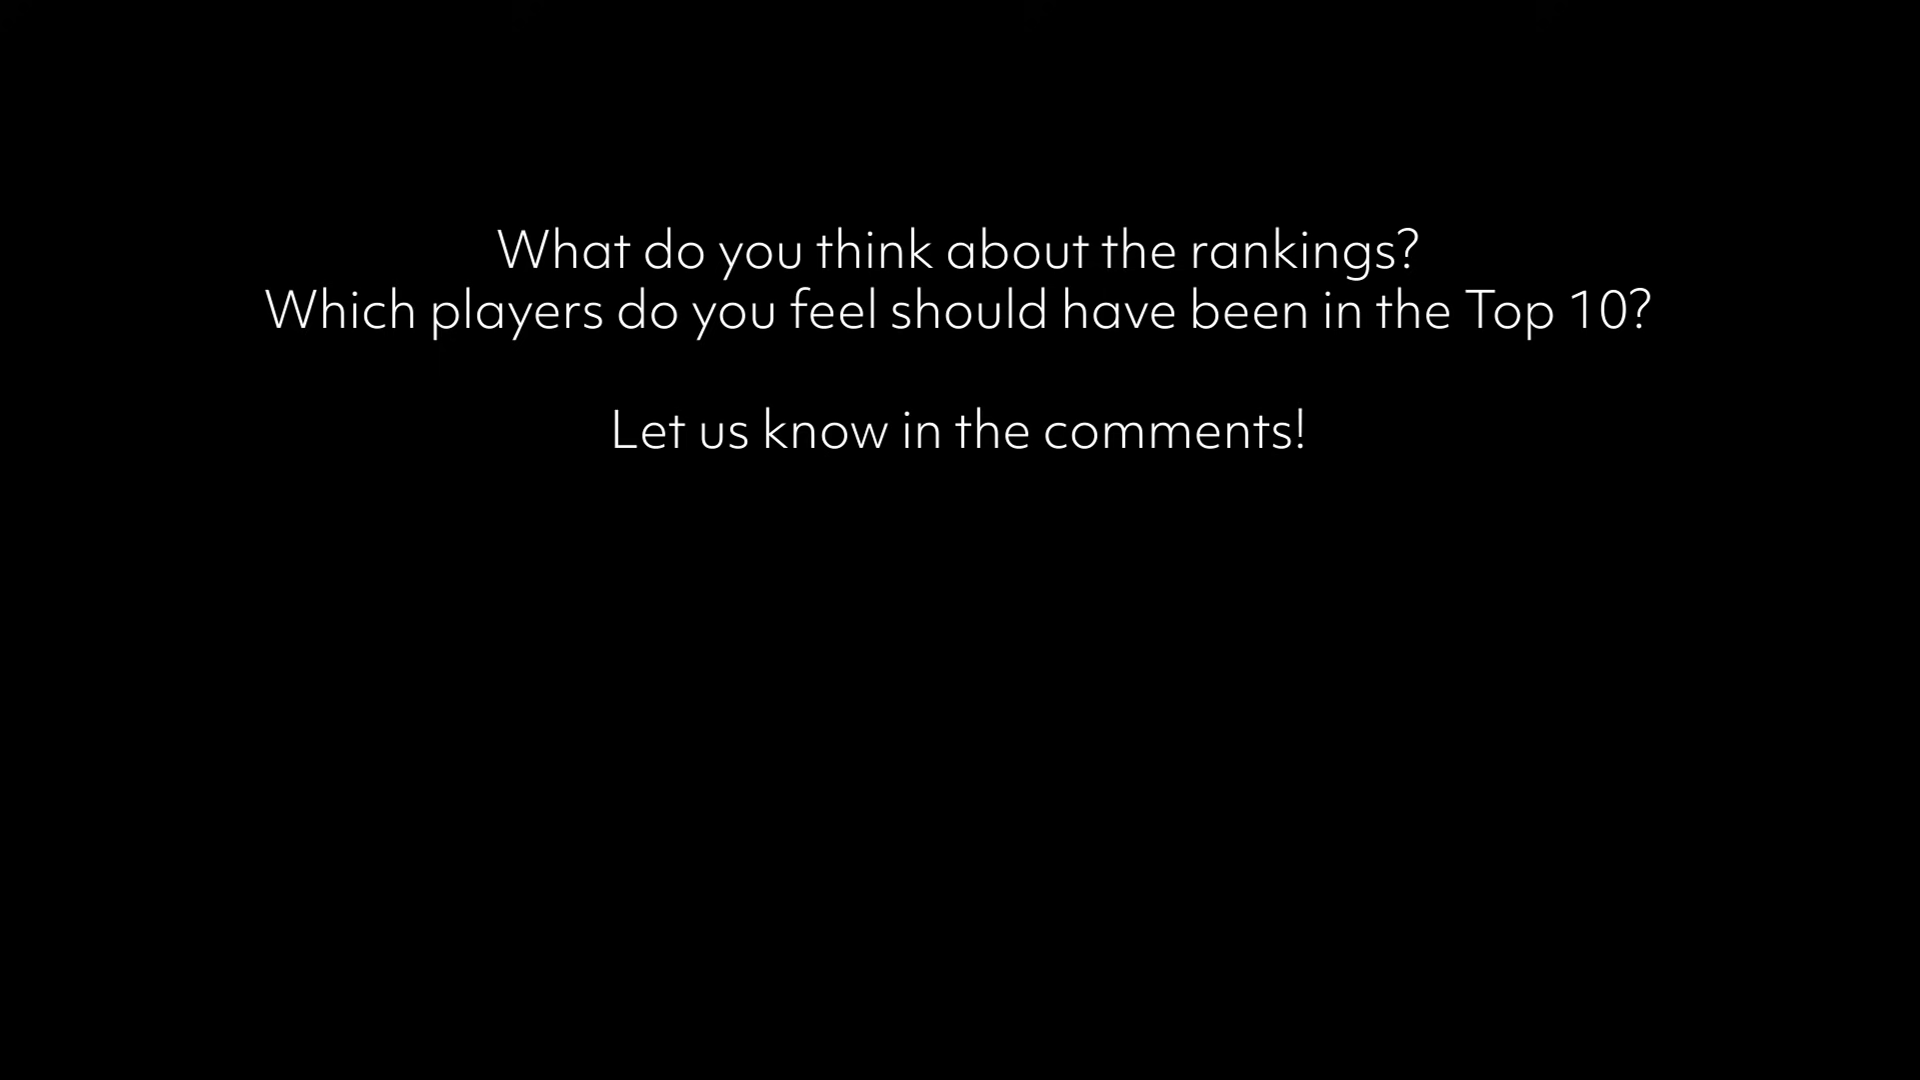 What do you think about the rankings?
Which players do you feel should have been in the Top 10?
Let us know in the comments!